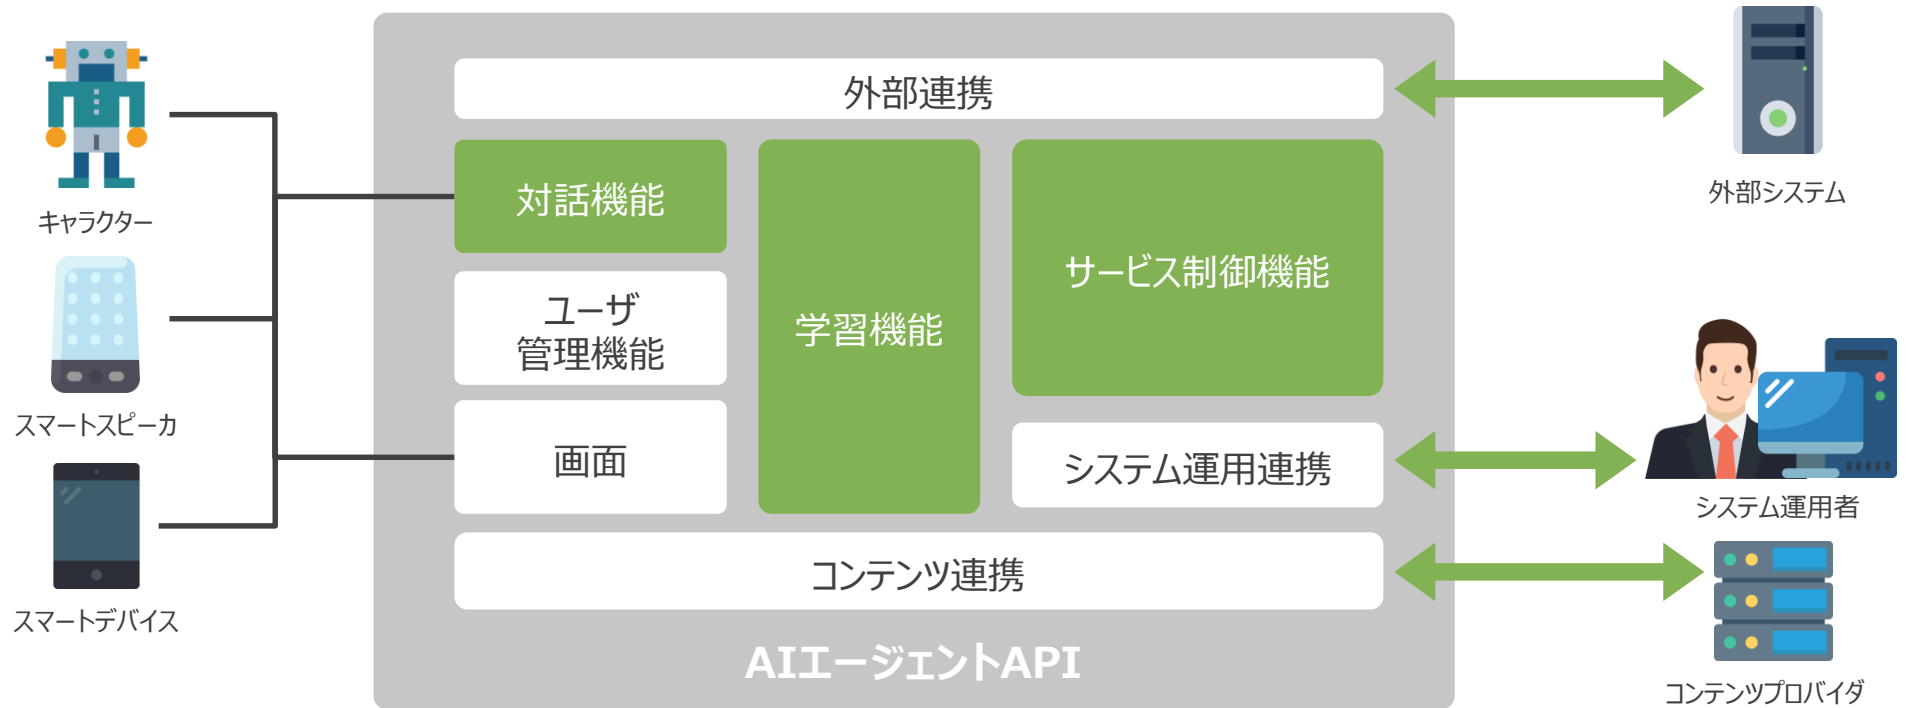 キャラクター
スマートスピーカ
スマートデバイス
外部連携
対話機能
ユーザ
管理機能
画面
学習機能
サービス制御機能
システム運用連携
コンテンツ連携
AIエージェントAPI
外部システム
システム運用者
コンテンツプロバイダ